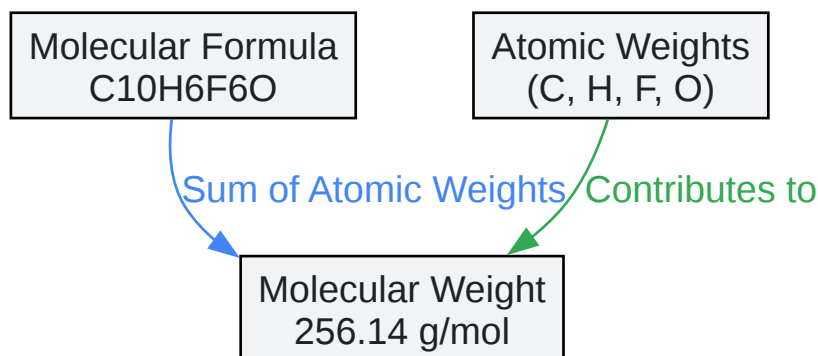 Molecular Formula
C10H6F6O
Atomic Weights
(C, H, F, O)
Sum of Atomic Weights
Contributes to
Molecular Weight
256.14 g/mol